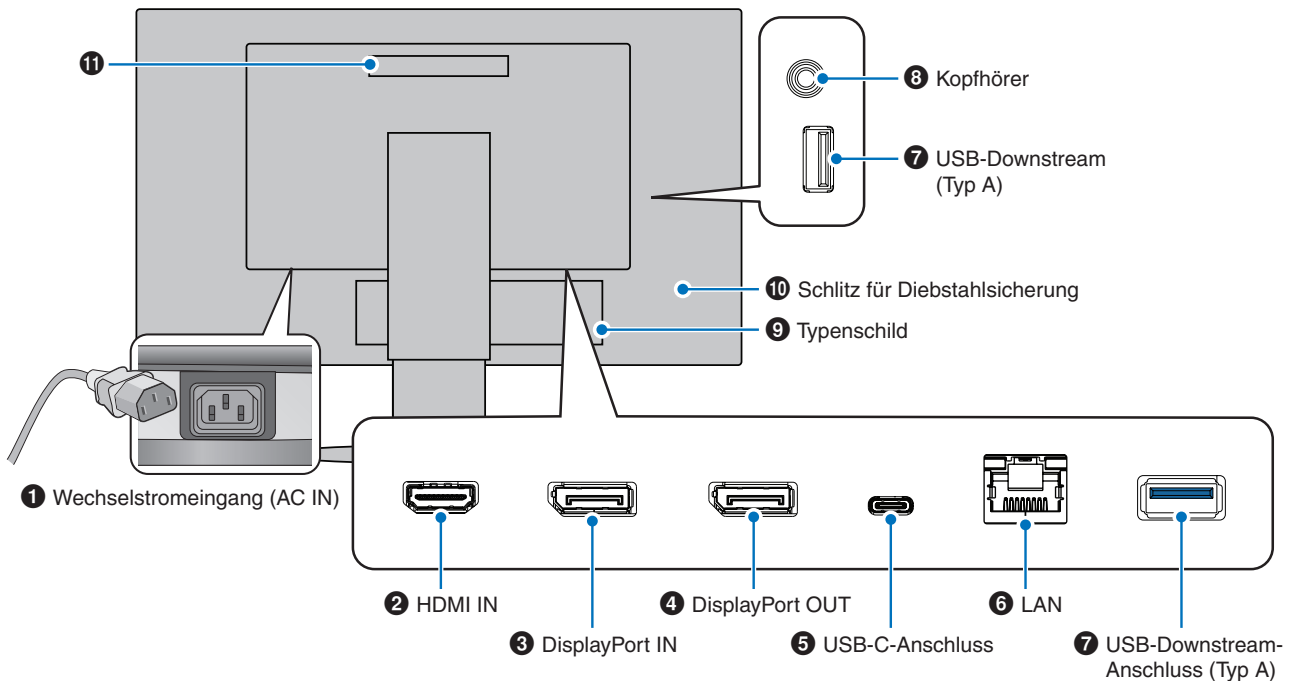 ⓫
❽ Kopfhörer
❼ USB-Downstream
(Typ A)
❿ Schlitz für Diebstahlsicherung
❾ Typenschild
❶ Wechselstromeingang (AC IN)
❷ HDMI IN
❸ DisplayPort IN
❹ DisplayPort OUT
❺ USB-C-Anschluss
❻ LAN
❼ USB-Downstream-
Anschluss (Typ A)